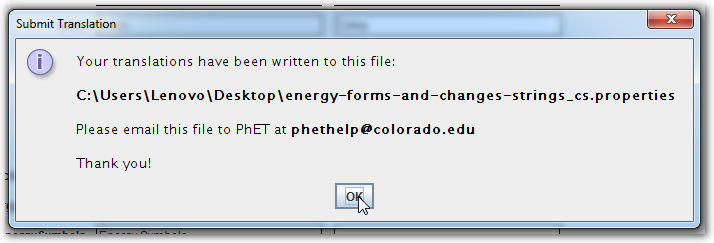 Submit Translation
Your translations have been written to this file:
C:\Users\Lenovo\Desktop\energy-forms-and-changes-strings_cs.properties
Please email this file to PhET at phethelp@colorado.edu
Thank you!
OK